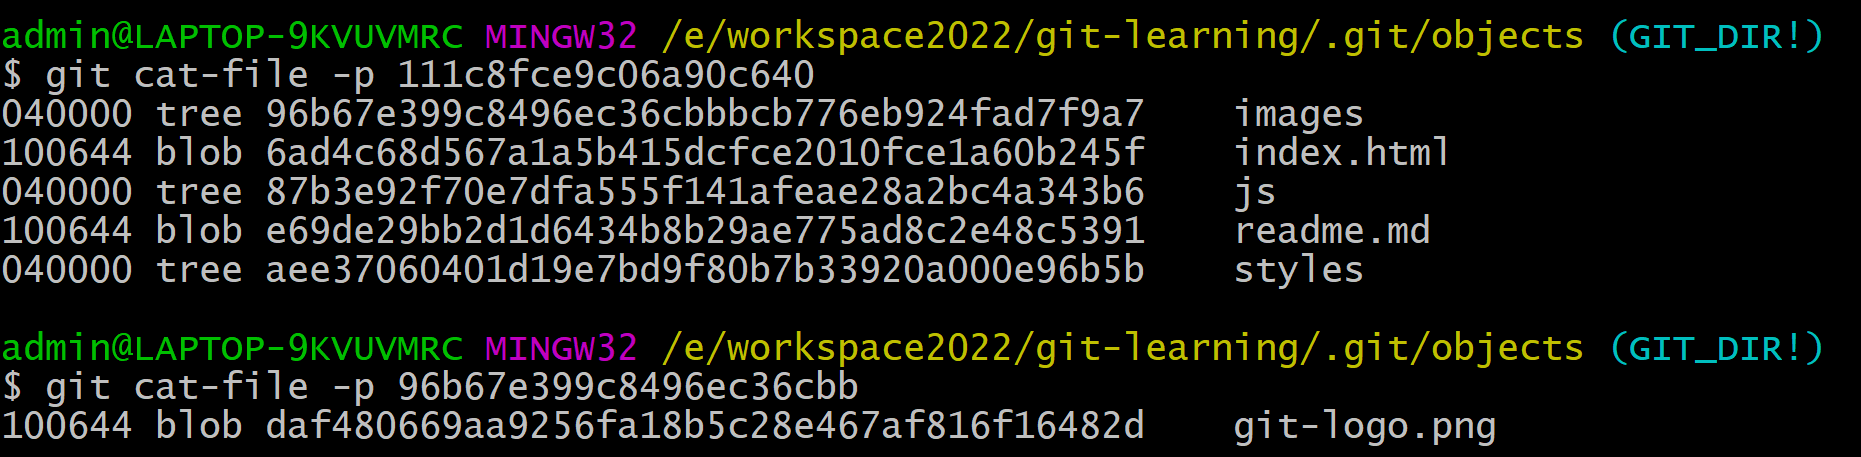 admin@LAPTOP-9KVUVMRC MINGW32 /e/workspace2022/git-learning/.git/objects (GIT_DIR!)
$ git cat-file -p 111c8fce9c06a90c640
040000 tree 96b67e399c8496ec36cbbbcb776eb924fad7f9a7    images
100644 blob 6ad4c68d567a1a5b415dcfce2010fce1a60b245f    index.html
040000 tree 87b3e92f70e7dfa555f141afeae28a2bc4a343b6    js
100644 blob e69de29bb2d1d6434b8b29ae775ad8c2e48c5391    readme.md
040000 tree aee37060401d19e7bd9f80b7b33920a000e96b5b    styles
admin@LAPTOP-9KVUVMRC MINGW32 /e/workspace2022/git-learning/.git/objects (GIT_DIR!)
$ git cat-file -p 96b67e399c8496ec36cbb
100644 blob daf480669aa9256fa18b5c28e467af816f16482d    git-logo.png